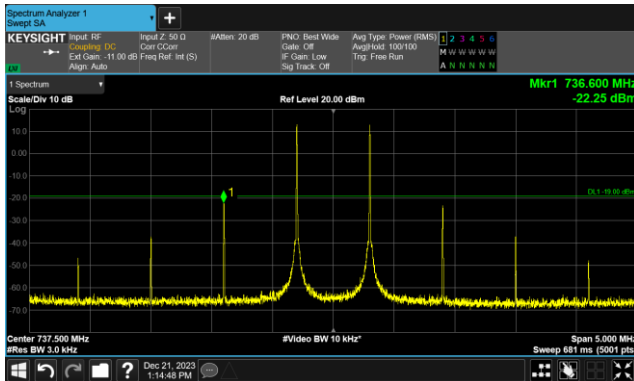 Spectrum Analyzer 1
Swept SA
+
KEYSIGHT
Input: RF
Coupling: DC
Ext Gain: -11.00 dB
Align: Auto
Input Z: 50 Ω
Corr CCorr
Freq Ref: Int (S)
#Atten: 20 dB
PNO: Best Wide
Gate: Off
IF Gain: Low
Sig Track: Off
Avg Type: Power (RMS)
Avg|Hold: 100/100
Trig: Free Run
1 2 3 4 5 6
M W W W W W
A N N N N N
LXI
1 Spectrum
Scale/Div 10 dB
Log
Ref Level 20.00 dBm
Mkr1 736.600 MHz
-22.25 dBm
10.0
0.00
-10.0
-20.0
-30.0
-40.0
-50.0
-60.0
-70.0
1
DL1 -19.00 dBm
Center 737.500 MHz
#Res BW 3.0 kHz
#Video BW 10 kHz*
Span 5.000 MHz
Sweep 681 ms (5001 pts)
?
Dec 21, 2023
1:14:48 PM